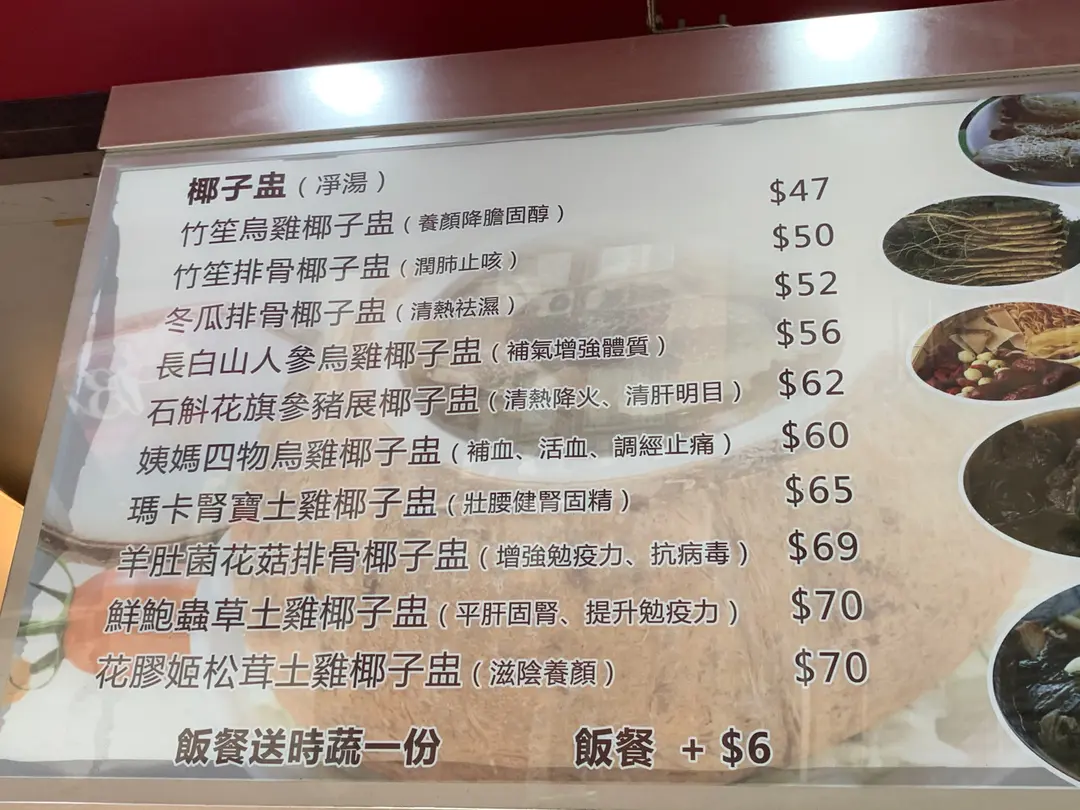 椰子盅（凈湯）
竹笙烏雞椰子盅（養顏降膽固醇） $47
竹笙排骨椰子盅（潤肺止咳） $50
冬瓜排骨椰子盅（清熱祛濕） $52
長白山人參烏雞椰子盅（補氣增強體質） $56
石斛花旗參豬展椰子盅（清熱降火、清肝明目） $62
姨媽四物烏雞椰子盅（補血、活血、調經止痛） $60
瑪卡腎寶土雞椰子盅（壯腰健腎固精） $65
羊肚菌花菇排骨椰子盅（增強勉疫力、抗病毒） $69
鮮鮑蟲草土雞椰子盅（平肝固腎、提升勉疫力） $70
花膠姬松茸土雞椰子盅（滋陰養顏） $70
飯餐送時蔬一份 飯餐 + $6